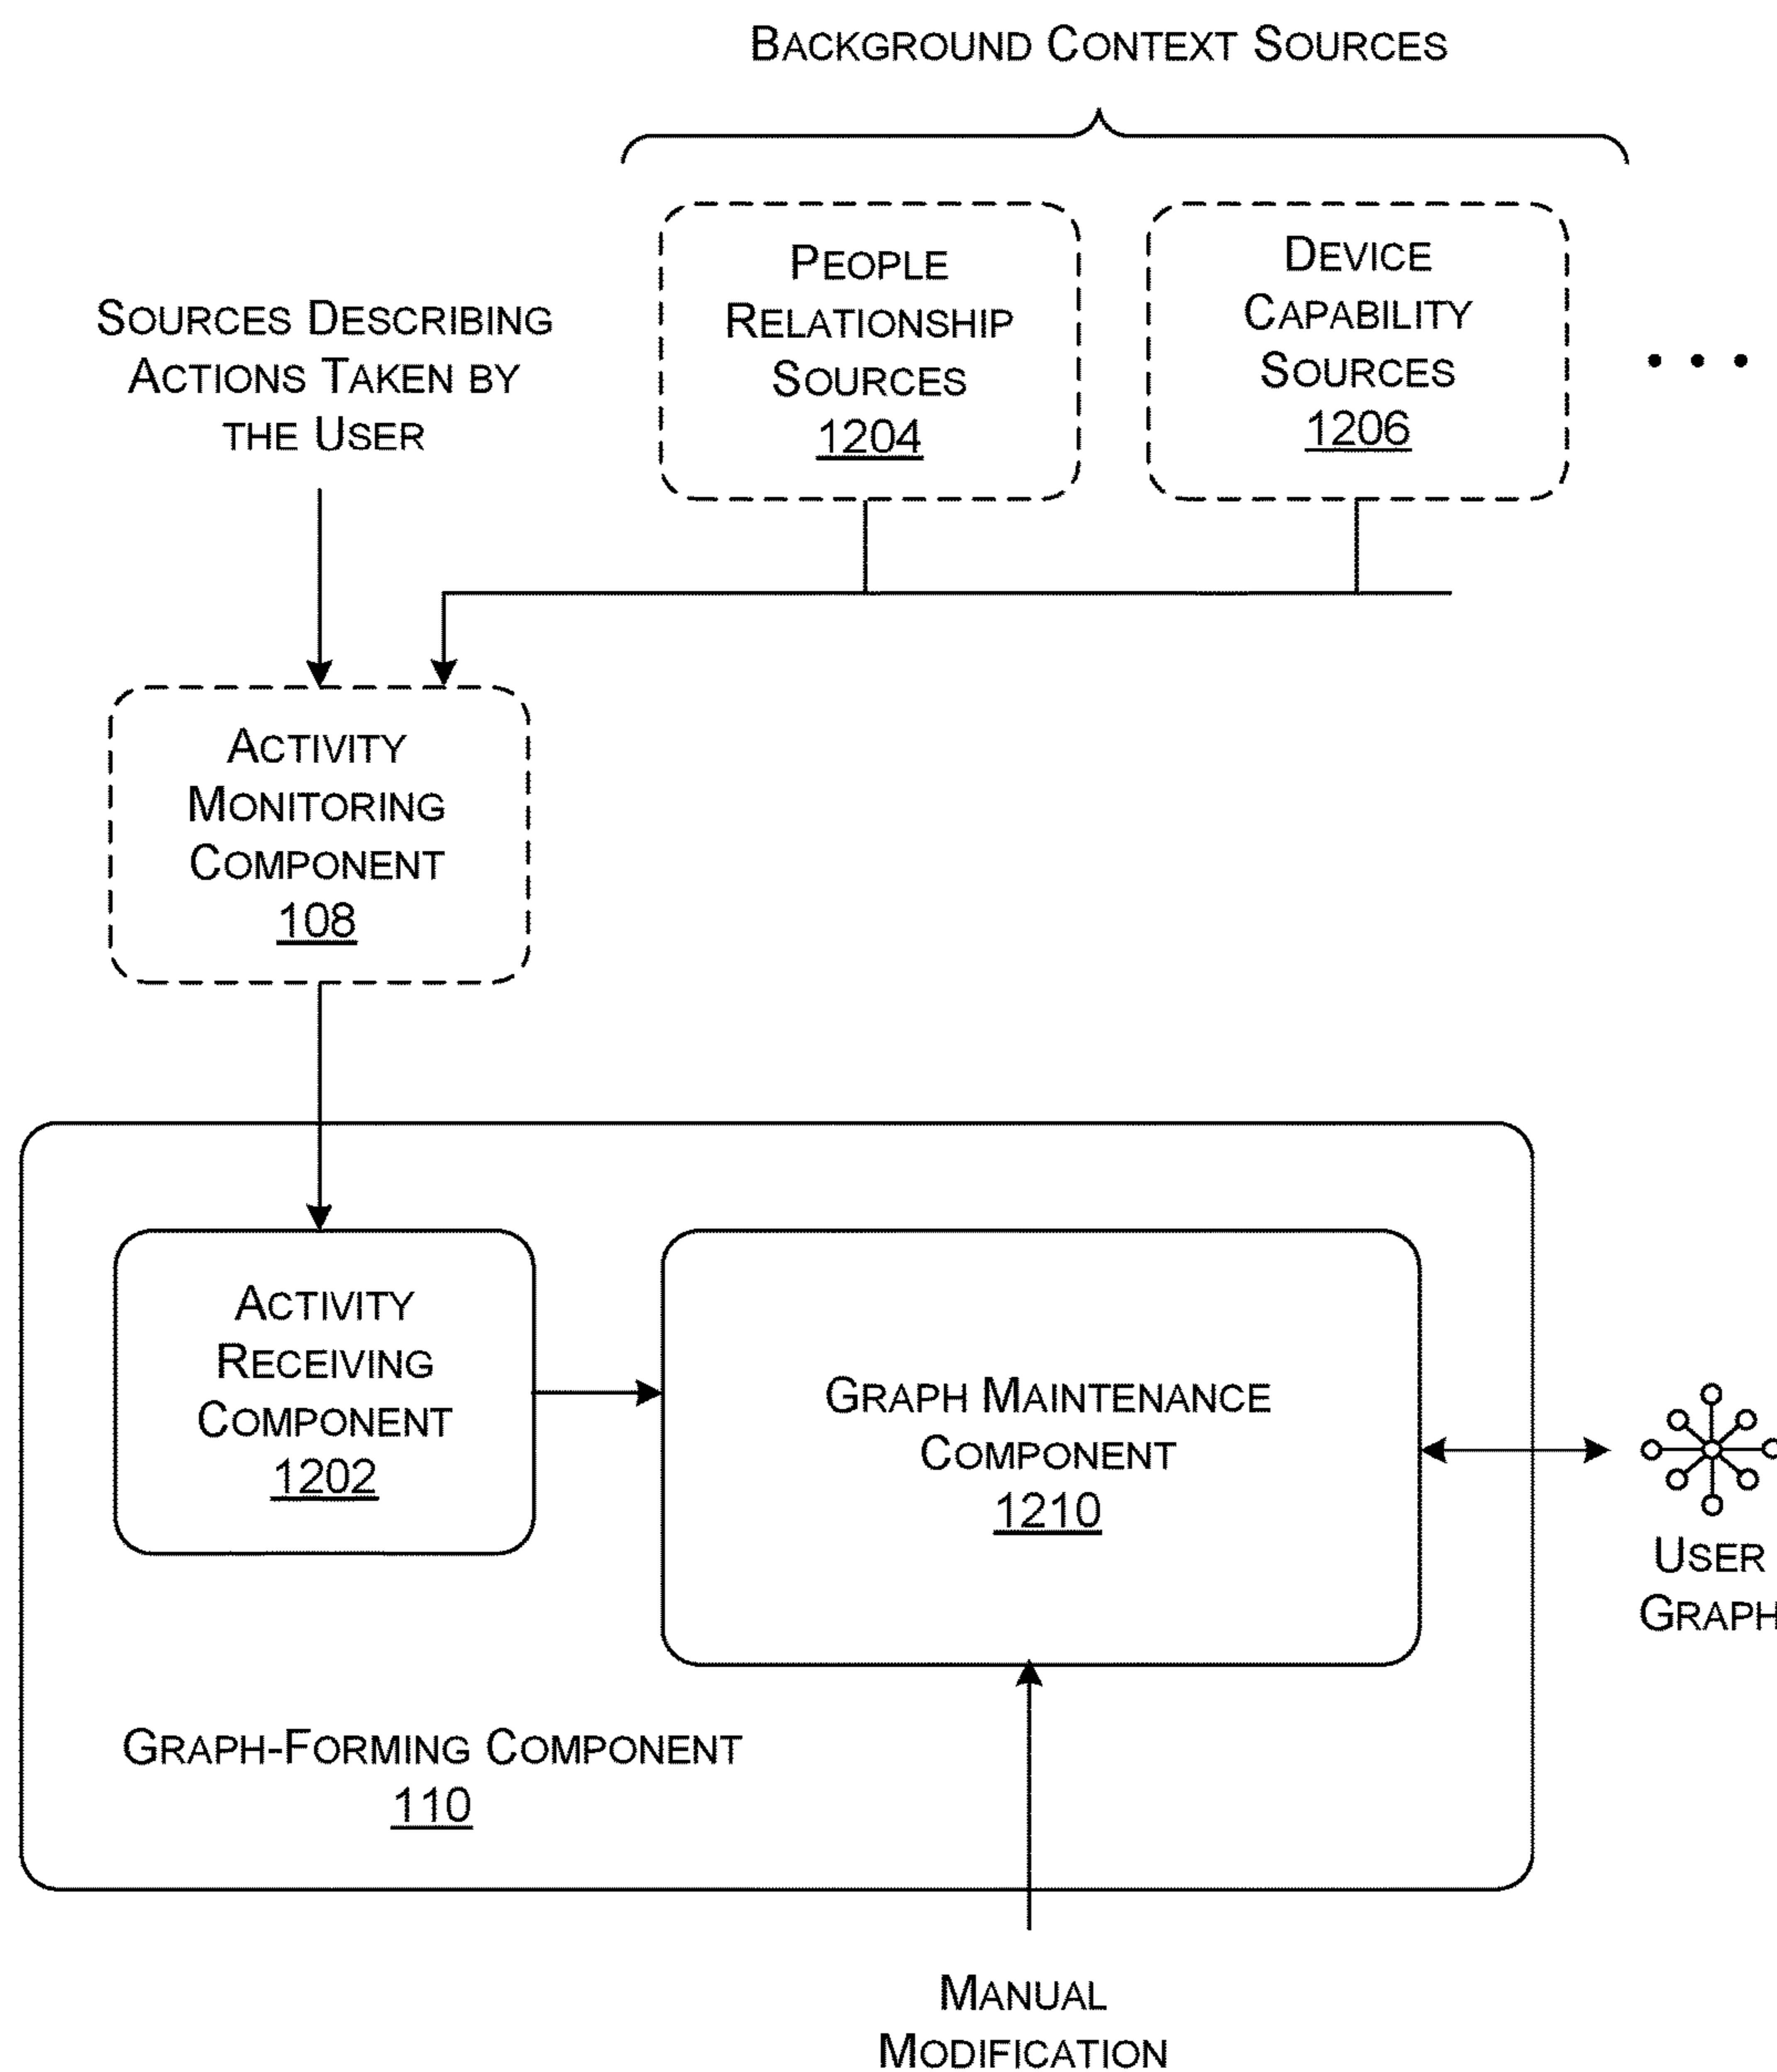 BACKGROUND CONTEXT SOURCES
PEOPLE
RELATIONSHIP
SOURCES
1204
DEVICE
CAPABILITY
SOURCES
1206
• • •
SOURCES DESCRIBING
ACTIONS TAKEN BY
THE USER
ACTIVITY
MONITORING
COMPONENT
108
ACTIVITY
RECEIVING
COMPONENT
1202
GRAPH MAINTENANCE
COMPONENT
1210
USER
GRAPH
GRAPH-FORMING COMPONENT
110
MANUAL
MODIFICATION